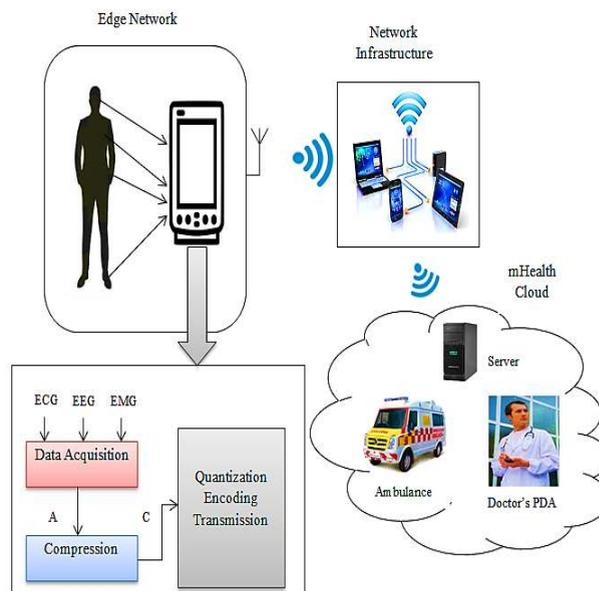 Edge Network
Network
Infrastructure
mHealth
Cloud
Server
Ambulance
Doctor's PDA
ECG EEG EMG
Data Acquisition
A
C
Compression
Quantization
Encoding
Transmission